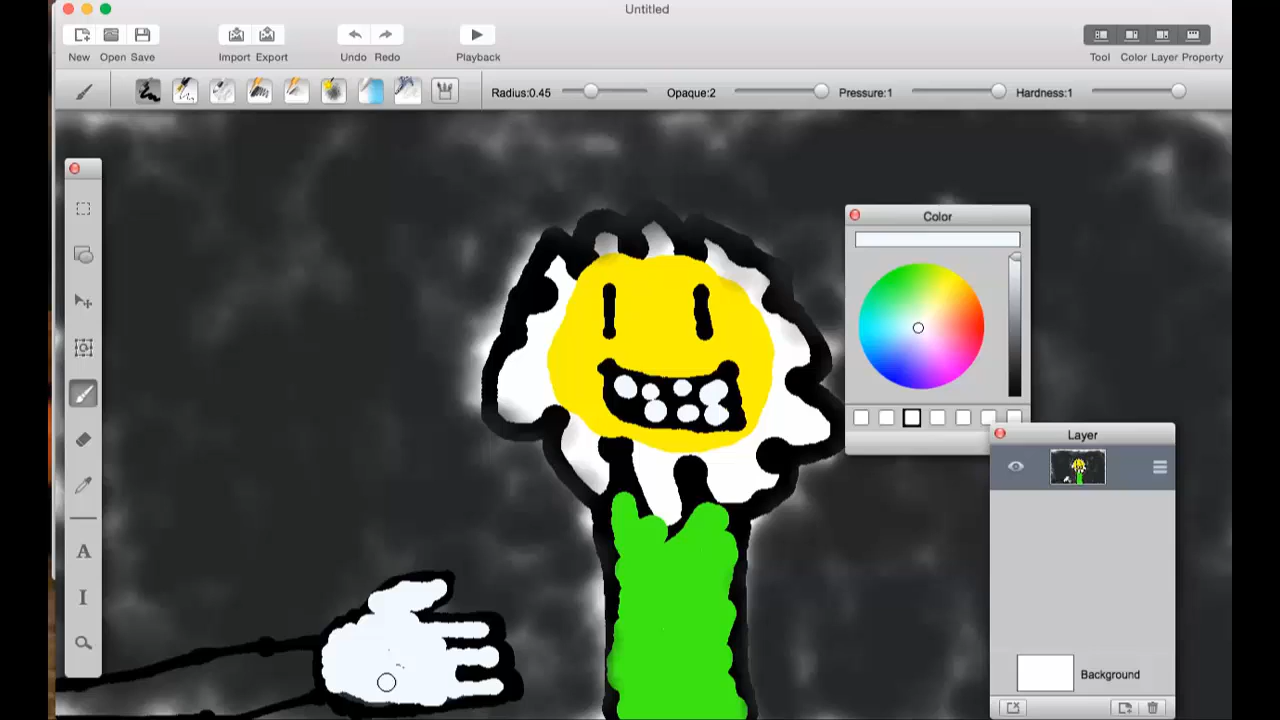 Untitled
New Open Save Import Export Undo Redo Playback Tool Color Layer Property
Radius:0.45 Opaque:2 Pressure:1 Hardness:1
Color
Layer
A
Background